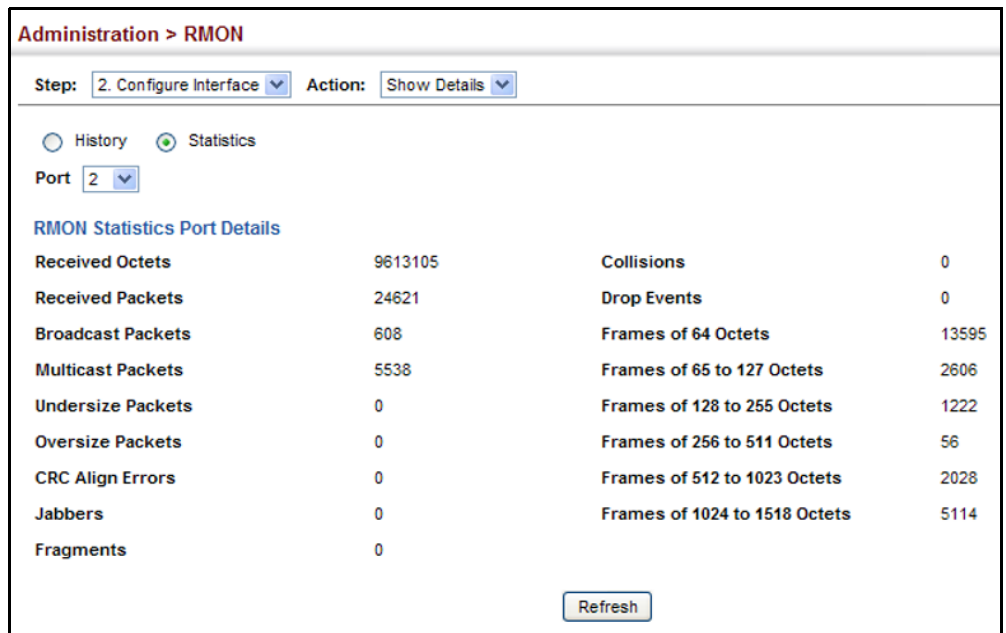 Administration > RMON
Step: 2. Configure Interface Action: Show Details
History Statistics
Port 2
RMON Statistics Port Details
Received Octets 9613105 Collisions 0
Received Packets 24621 Drop Events 0
Broadcast Packets 608 Frames of 64 Octets 13595
Multicast Packets 5538 Frames of 65 to 127 Octets 2606
Undersize Packets 0 Frames of 128 to 255 Octets 1222
Oversize Packets 0 Frames of 256 to 511 Octets 56
CRC Align Errors 0 Frames of 512 to 1023 Octets 2028
Jabbers 0 Frames of 1024 to 1518 Octets 5114
Fragments 0
Refresh